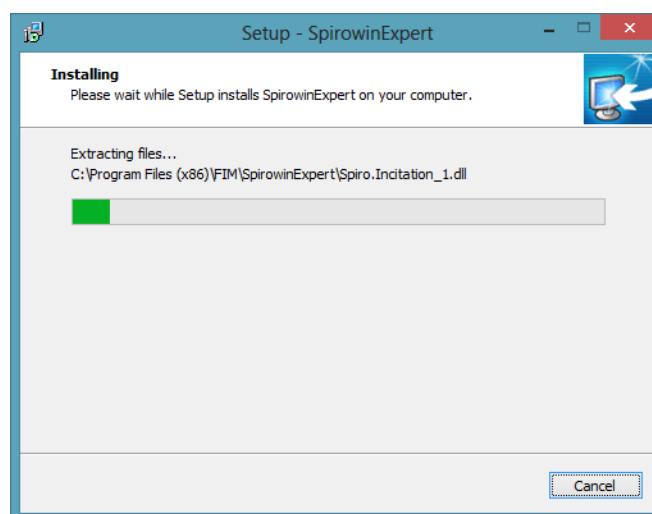 Setup - SpirowinExpert
Installing
Please wait while Setup installs SpirowinExpert on your computer.
Extracting files...
C:\Program Files (x86)\FIM\SpirowinExpert\Spiro.Incitation_1.dll
Cancel